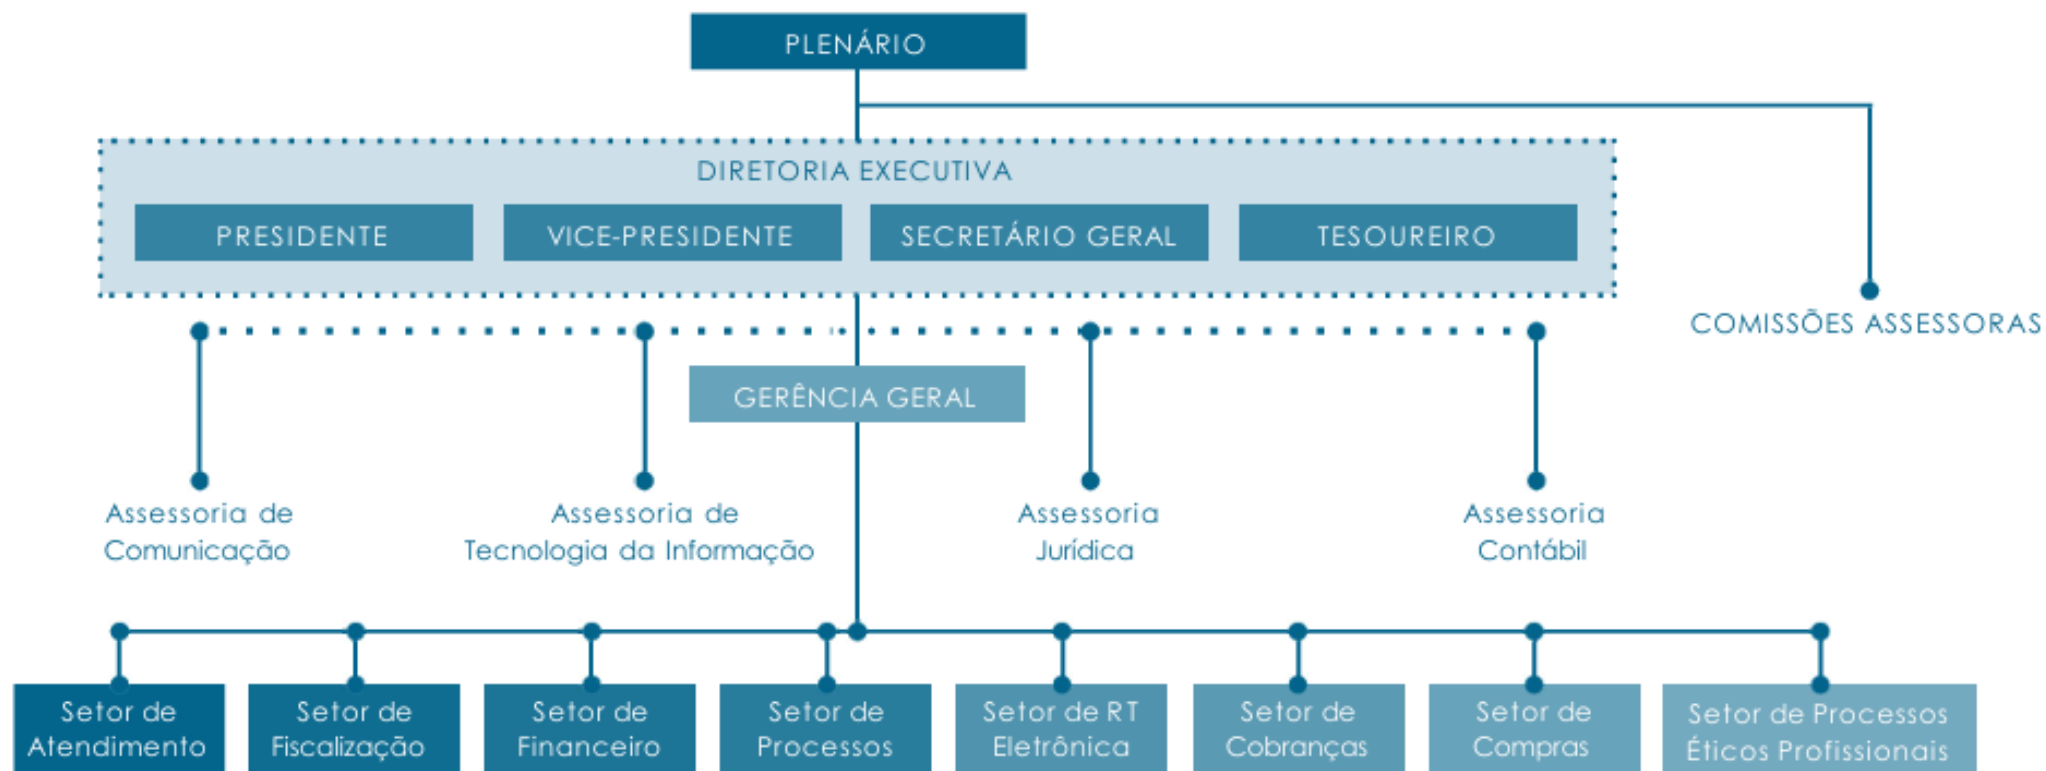 PLENÁRIO
DIRETORIA EXECUTIVA
PRESIDENTE
VICE-PRESIDENTE
SECRETÁRIO GERAL
TESOUREIRO
COMISSÕES ASSESSORAS
GERÊNCIA GERAL
Assessoria de
Comunicação
Assessoria de
Tecnologia da Informação
Assessoria
Jurídica
Assessoria
Contábil
Setor de
Atendimento
Setor de
Fiscalização
Setor de
Financeiro
Setor de
Processos
Setor de RT
Eletrônica
Setor de
Cobranças
Setor de
Compras
Setor de Processos
Éticos Profissionais